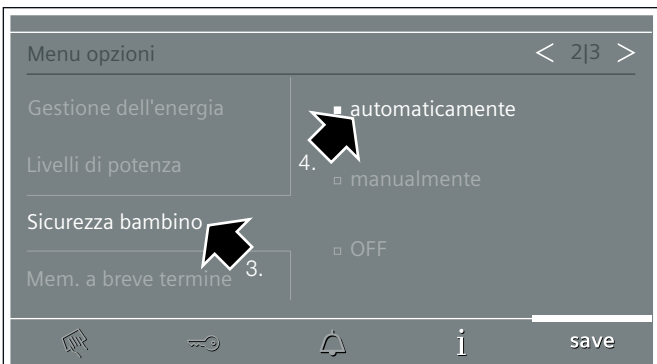 Menu opzioni
< 2|3 >
Gestione dell'energia
Livelli di potenza
Sicurezza bambino
3.
Mem. a breve termine
automaticamente
4.
manualmente
OFF
i
save